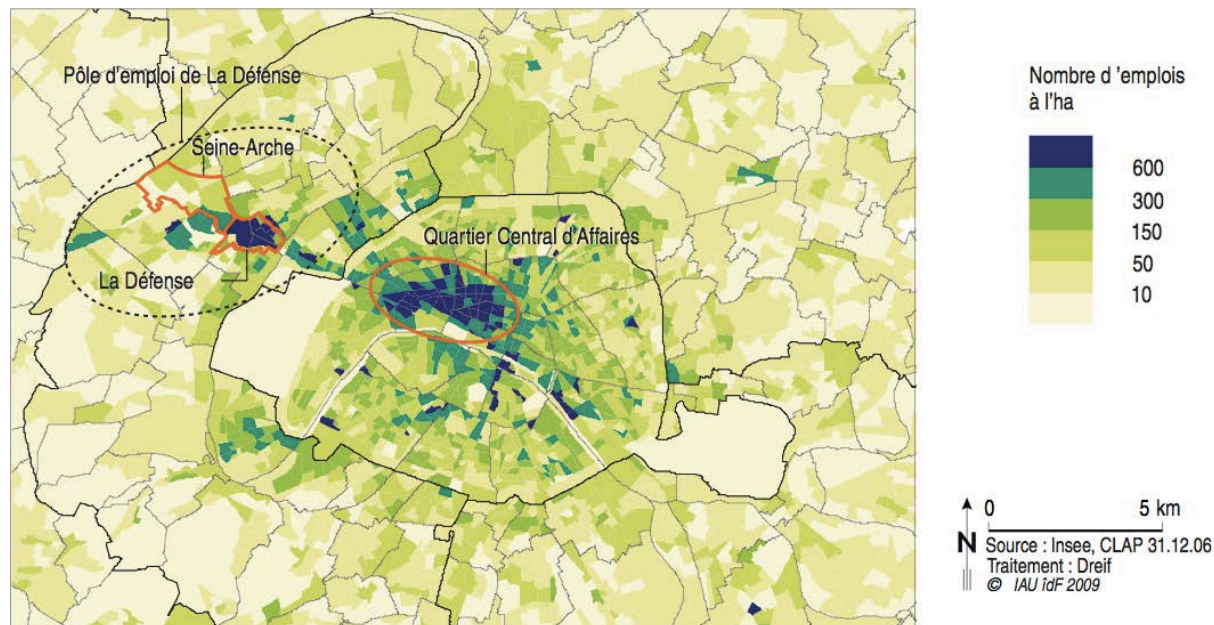 Pôle d'emploi de La Défense
Seine-Arche
La Défense
Quartier Central d'Affaires
Nombre d 'emplois
à l'ha
600
300
150
50
10
0 5 km
N
Source : Insee, CLAP 31.12.06
Traitement : Dreif
© IAU îdF 2009